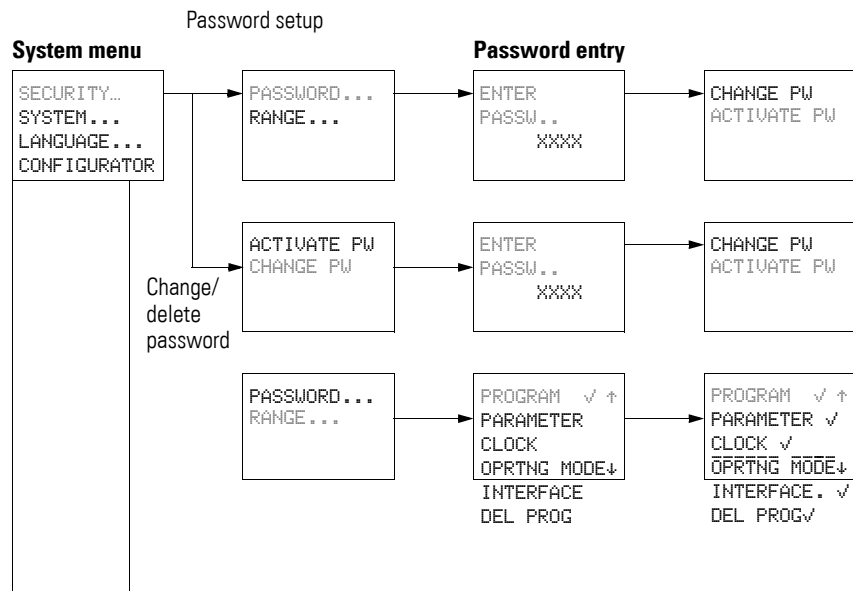 Password setup
System menu
Password entry
SECURITY…
SYSTEM...
LANGUAGE...
CONFIGURATOR
PASSWORD...
RANGE...
ENTER
PASSW..
XXXX
CHANGE PW
ACTIVATE PW
Change/
delete
password
ACTIVATE PW
CHANGE PW
ENTER
PASSW..
XXXX
CHANGE PW
ACTIVATE PW
PASSWORD...
RANGE...
PROGRAM √ ↑
PARAMETER
CLOCK
OPRTNG MODE↓
INTERFACE
DEL PROG
PROGRAM √ ↑
PARAMETER √
CLOCK √
OPRTNG MODE↓
INTERFACE. √
DEL PROG√